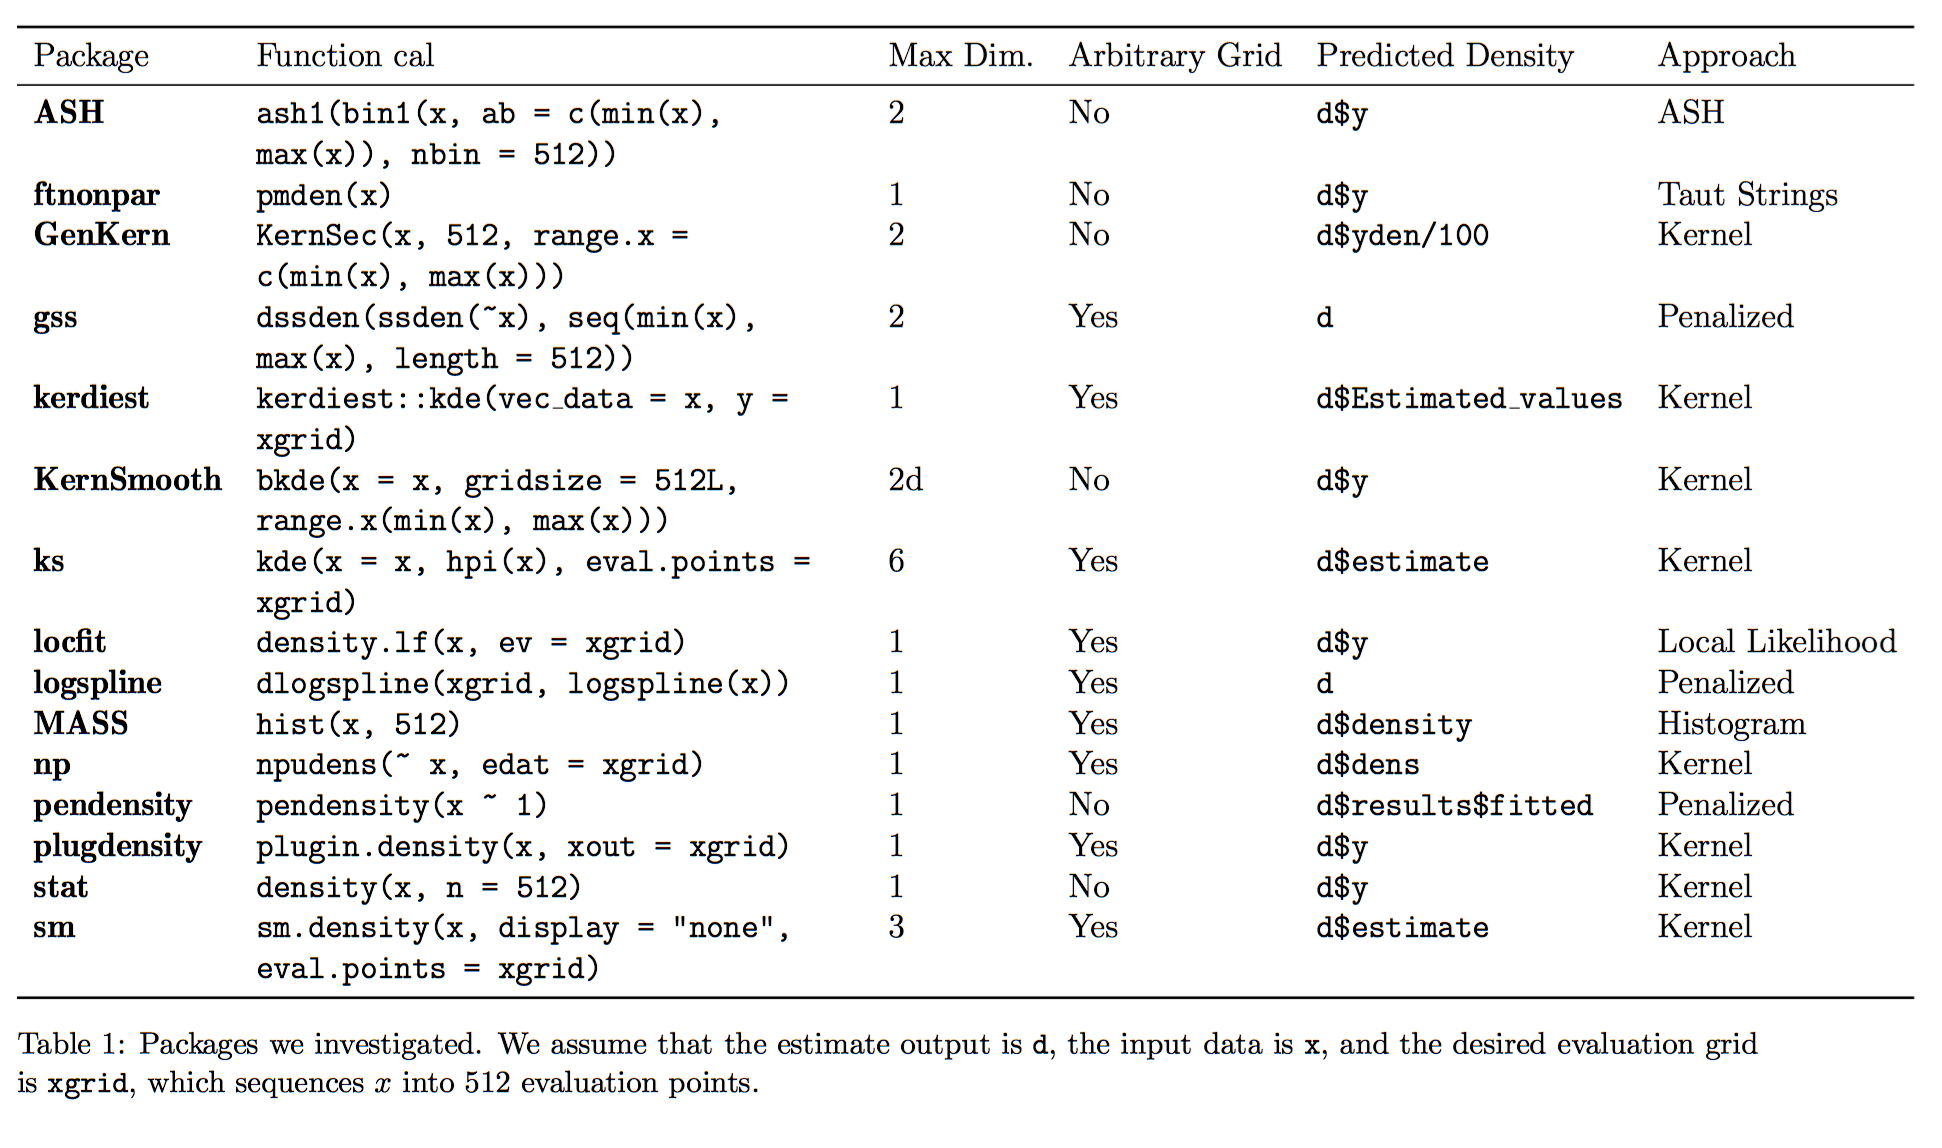 Package Function cal Max Dim. Arbitrary Grid Predicted Density Approach
ASH ash1(bin1(x, ab = c(min(x), 2 No d$y ASH
max(x)), nbin = 512))
ftnonpar pmden(x) 1 No d$y Taut Strings
GenKern KernSec(x, 512, range.x = 2 No d$yden/100 Kernel
c(min(x), max(x)))
gss dssden(ssden(~x), seq(min(x), 2 Yes d Penalized
max(x), length = 512))
kerdiest kerdiest::kde(vec_data = x, y = 1 Yes d$Estimated_values Kernel
xgrid)
KernSmooth bkde(x = x, gridsize = 512L, 2d No d$y Kernel
range.x(min(x), max(x)))
ks kde(x = x, hpi(x), eval.points = 6 Yes d$estimate Kernel
xgrid)
locfit density.lf(x, ev = xgrid) 1 Yes d$y Local Likelihood
logspline dlogspline(xgrid, logspline(x)) 1 Yes d Penalized
MASS hist(x, 512) 1 Yes d$density Histogram
np npudens(~ x, edat = xgrid) 1 Yes d$dens Kernel
pendensity pendensity(x ~ 1) 1 No d$results$fitted Penalized
plugdensity plugin.density(x, xout = xgrid) 1 Yes d$y Kernel
stat density(x, n = 512) 1 No d$y Kernel
sm sm.density(x, display = "none", 3 Yes d$estimate Kernel
eval.points = xgrid)
Table 1: Packages we investigated. We assume that the estimate output is d, the input data is x, and the desired evaluation grid
is xgrid, which sequences x into 512 evaluation points.